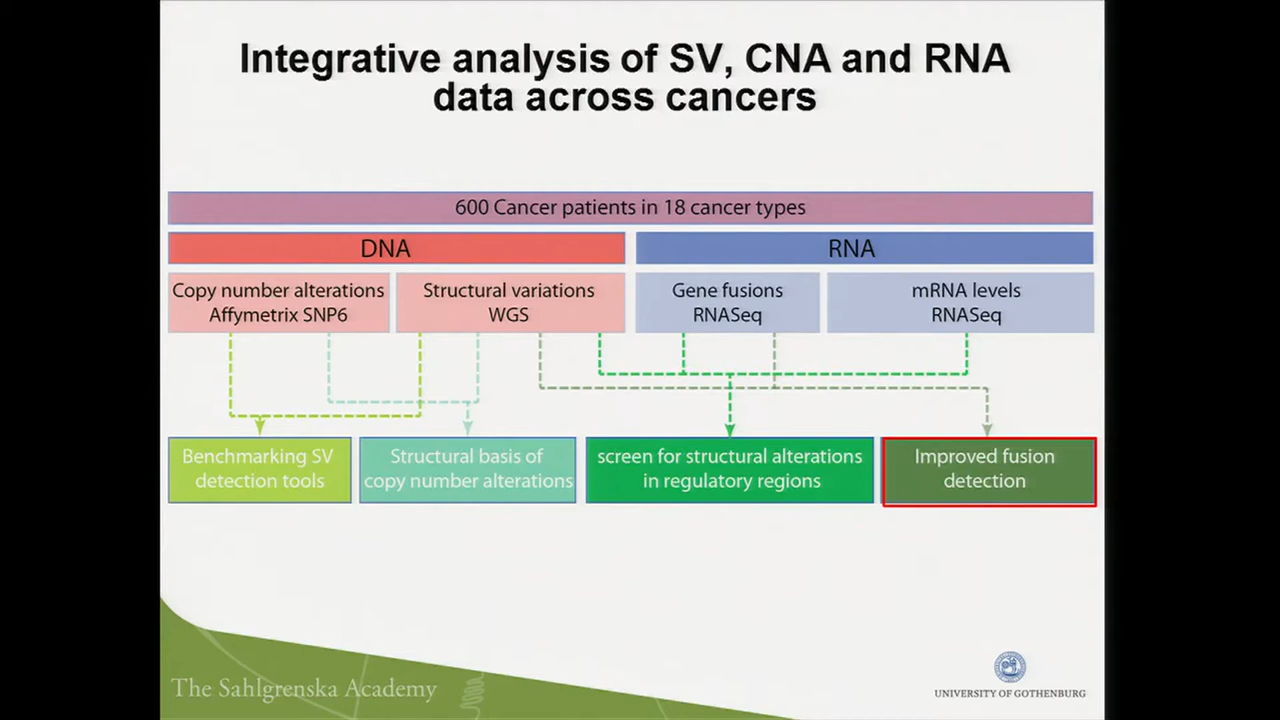 Integrative analysis of SV, CNA and RNA
data across cancers
600 Cancer patients in 18 cancer types
DNA
RNA
Copy number alterations
Affymetrix SNP6
Structural variations
WGS
Gene fusions
RNASeq
mRNA levels
RNASeq
Benchmarking SV
detection tools
Structural basis of
copy number alterations
screen for structural alterations
in regulatory regions
Improved fusion
detection
The Sahlgrenska Academy
UNIVERSITY OF GOTHENBURG